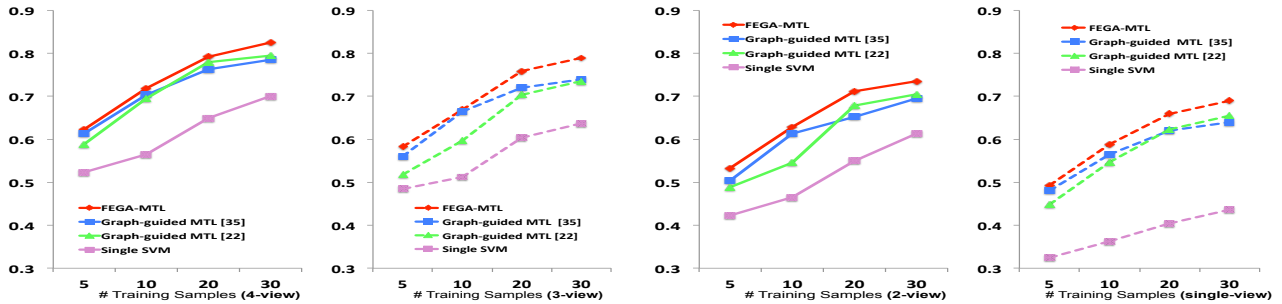 0.9
0.8
0.7
0.6
0.5
0.4
0.3
FEGA-MTL
Graph-guided MTL [35]
Graph-guided MTL [22]
Single SVM
5 10 20 30
# Training Samples (4-view)
0.9
0.8
0.7
0.6
0.5
0.4
0.3
FEGA-MTL
Graph-guided MTL [35]
Graph-guided MTL [22]
Single SVM
5 10 20 30
# Training Samples (3-view)
0.9
0.8
0.7
0.6
0.5
0.4
0.3
FEGA-MTL
Graph-guided MTL [35]
Graph-guided MTL [22]
Single SVM
5 10 20 30
# Training Samples (2-view)
0.9
0.8
0.7
0.6
0.5
0.4
0.3
FEGA-MTL
Graph-guided MTL [35]
Graph-guided MTL [22]
Single SVM
5 10 20 30
# Training Samples (single-view)